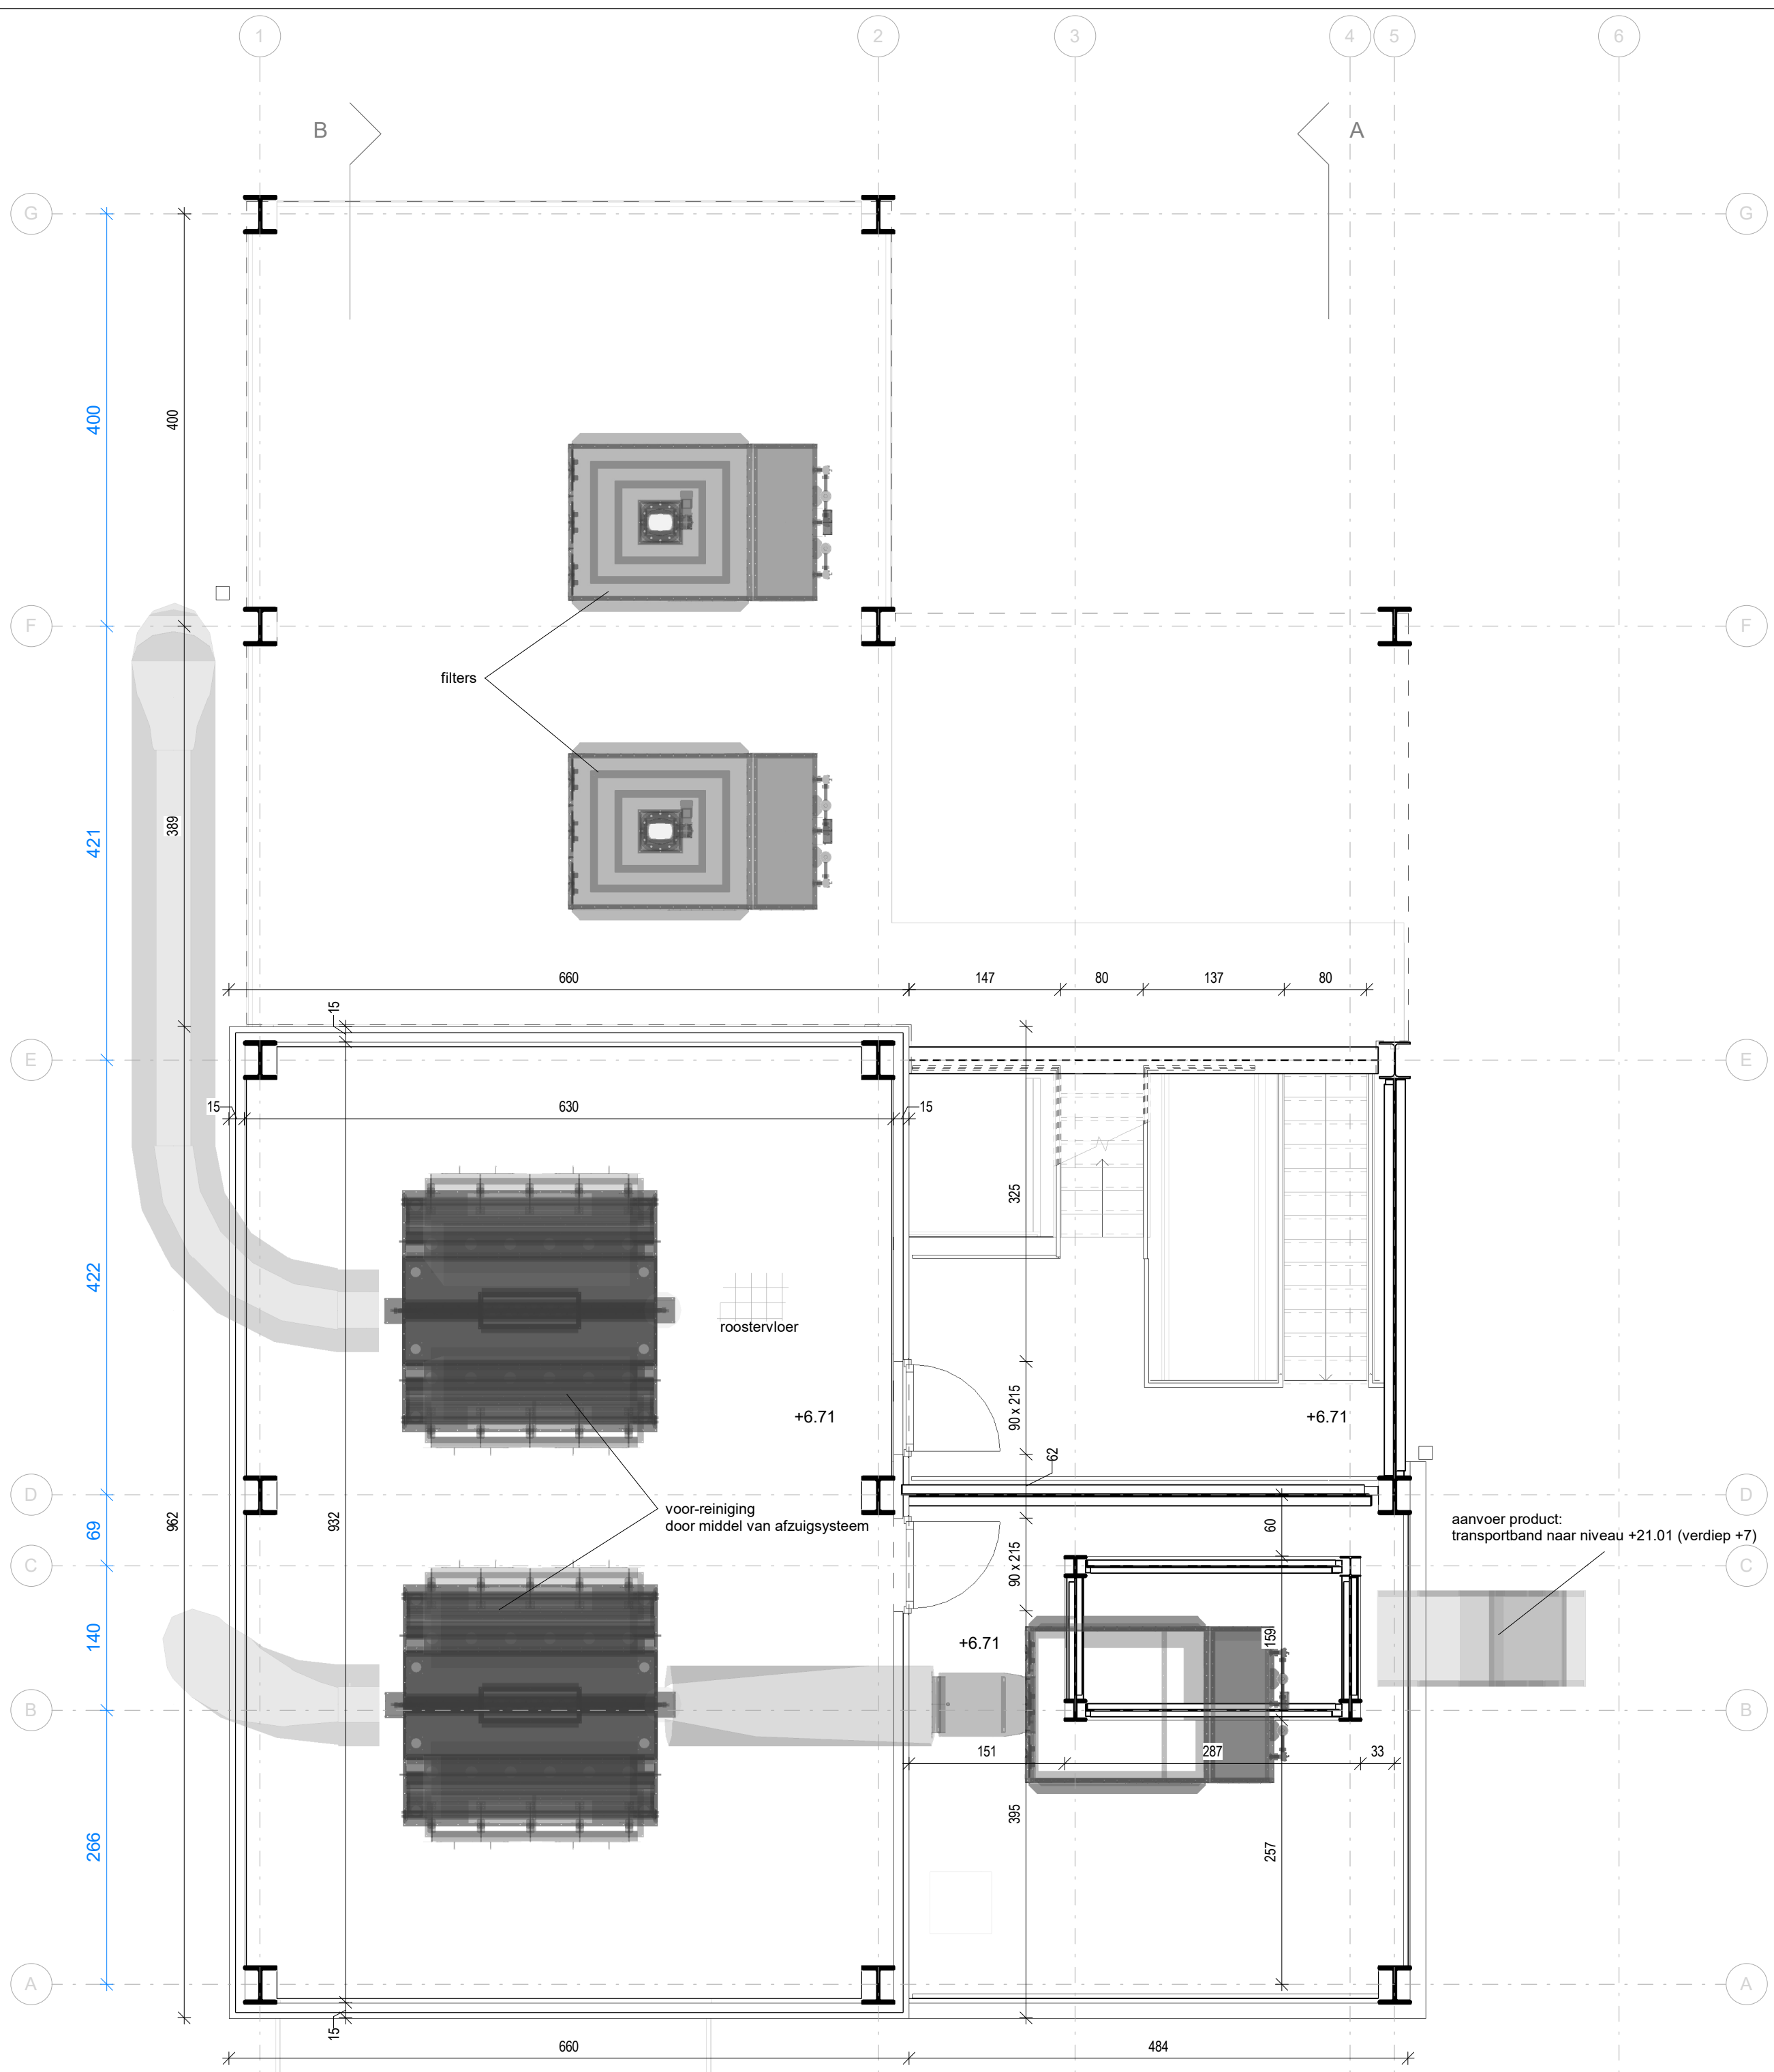 1
2
3
4
5
6
B
A
G
G
400
400
F
F
filters
421
389
660
147
80
137
80
15
E
E
15
630
15
325
422
roostervloer
+6.71
90 x 215
+6.71
62
D
D
962
932
69
voor-reiniging
door middel van afzuigsysteem
60
aanvoer product:
transportband naar niveau +21.01 (verdiep +7)
90 x 215
C
C
140
+6.71
159
B
B
151
287
33
266
395
257
A
A
15
660
484